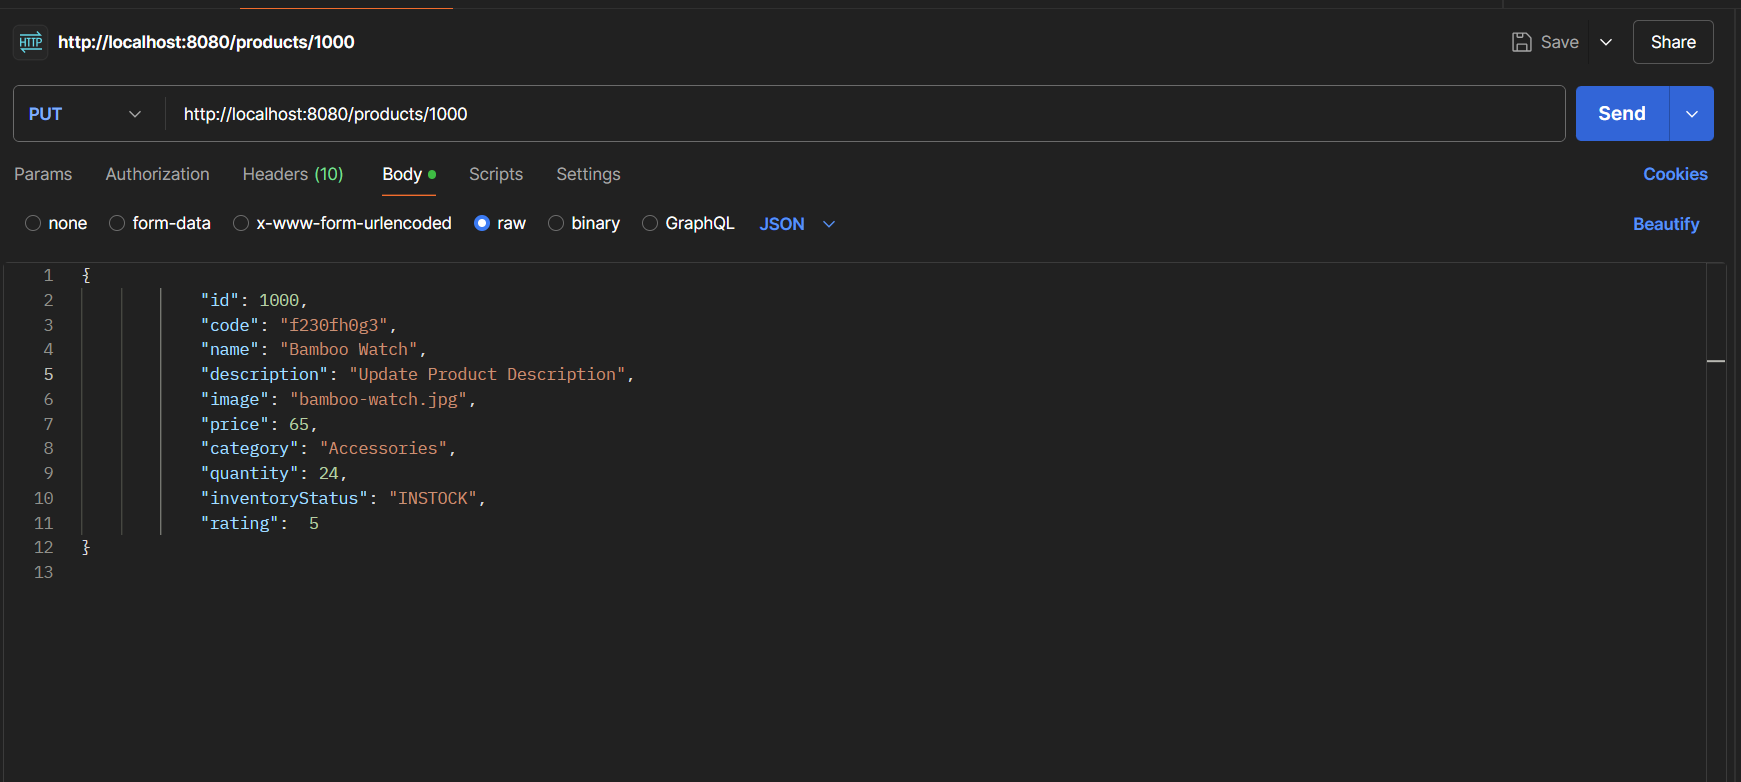 HTTP http://localhost:8080/products/1000 Save Share
PUT http://localhost:8080/products/1000 Send
Params Authorization Headers (10) Body Scripts Settings Cookies
none form-data x-www-form-urlencoded raw binary GraphQL JSON Beautify
1 {
2 "id": 1000,
3 "code": "f230fh0g3",
4 "name": "Bamboo Watch",
5 "description": "Update Product Description",
6 "image": "bamboo-watch.jpg",
7 "price": 65,
8 "category": "Accessories",
9 "quantity": 24,
10 "inventoryStatus": "INSTOCK",
11 "rating":  5
12 }
13